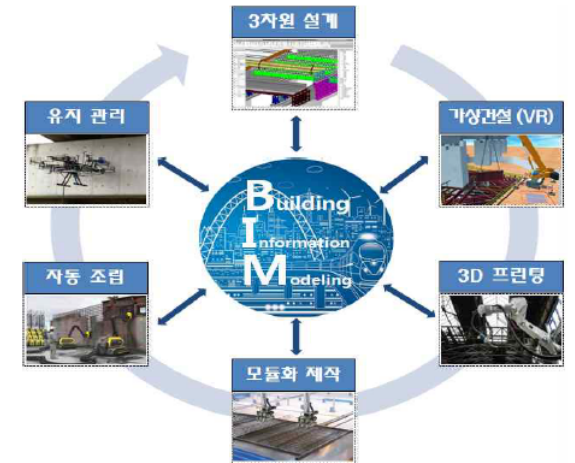 3차원 설계
유지 관리
가상건설(VR)
Building
Information
Modeling
자동 조립
3D 프린팅
모듈화 제작